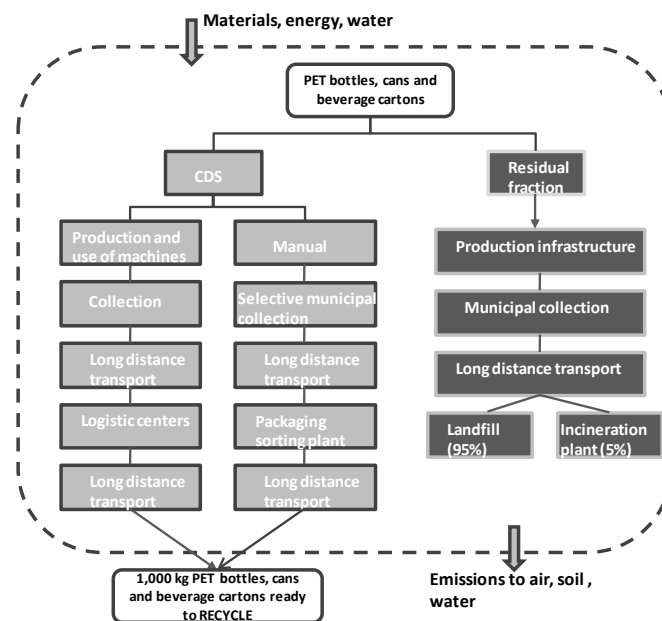 Materials, energy, water
PET bottles, cans and
beverage cartons
CDS
Residual
fraction
Production and
use of machines
Manual
Production infrastructure
Collection
Selective municipal
collection
Municipal collection
Long distance
transport
Long distance
transport
Long distance transport
Logistic centers
Packaging
sorting plant
Landfill
(95%)
Incineration
plant (5%)
Long distance
transport
Long distance
transport
1,000 kg PET bottles, cans
and beverage cartons ready
to RECYCLE
Emissions to air, soil ,
water